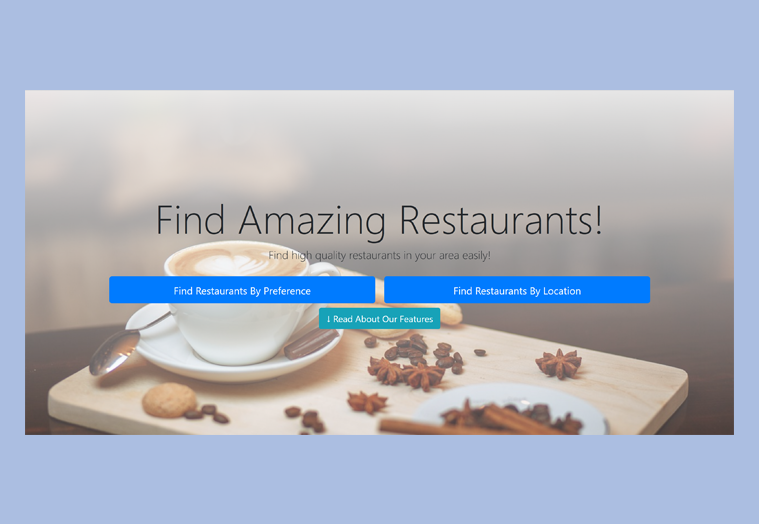 Find Amazing Restaurants!
Find high quality restaurants in your area easily!
Find Restaurants By Preference
Find Restaurants By Location
↓ Read About Our Features